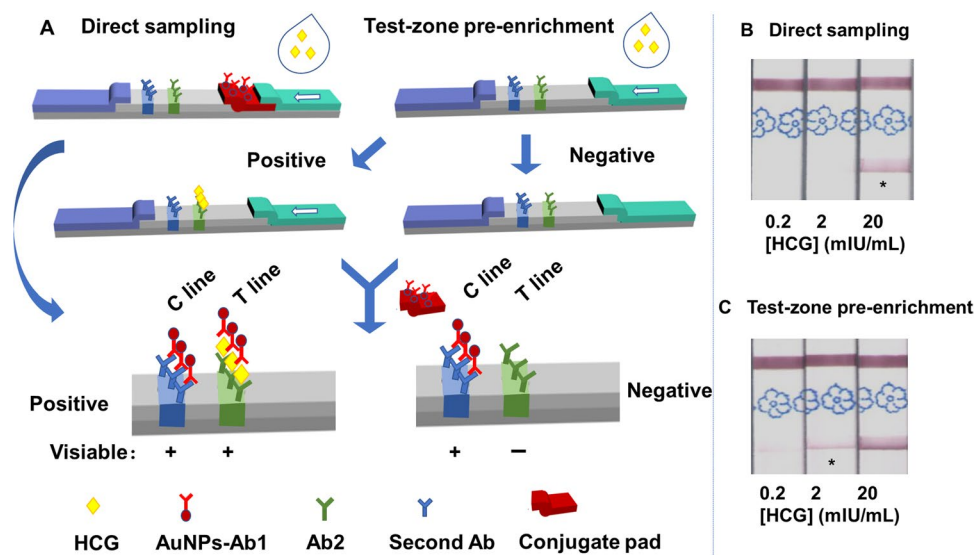 A
Direct sampling
Test-zone pre-enrichment
Positive
Negative
C line
T line
C line
T line
Positive
Negative
Visiable:
+
+
+
−
HCG
AuNPs-Ab1
Ab2
Second Ab
Conjugate pad
B Direct sampling
*
0.2 2 20
[HCG] (mIU/mL)
C Test-zone pre-enrichment
*
0.2 2 20
[HCG] (mIU/mL)